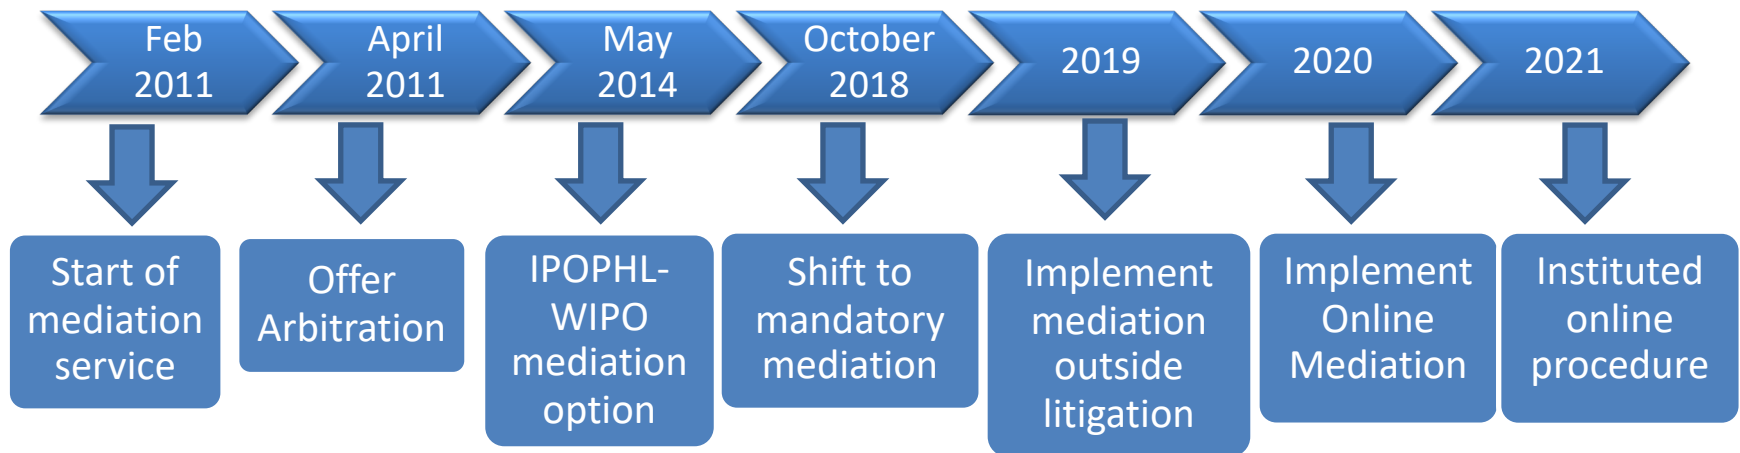 Feb
2011
April
2011
May
2014
October
2018
2019
2020
2021
Start of
mediation
service
Offer
Arbitration
IPOPHL-
WIPO
mediation
option
Shift to
mandatory
mediation
Implement
mediation
outside
litigation
Implement
Online
Mediation
Instituted
online
procedure